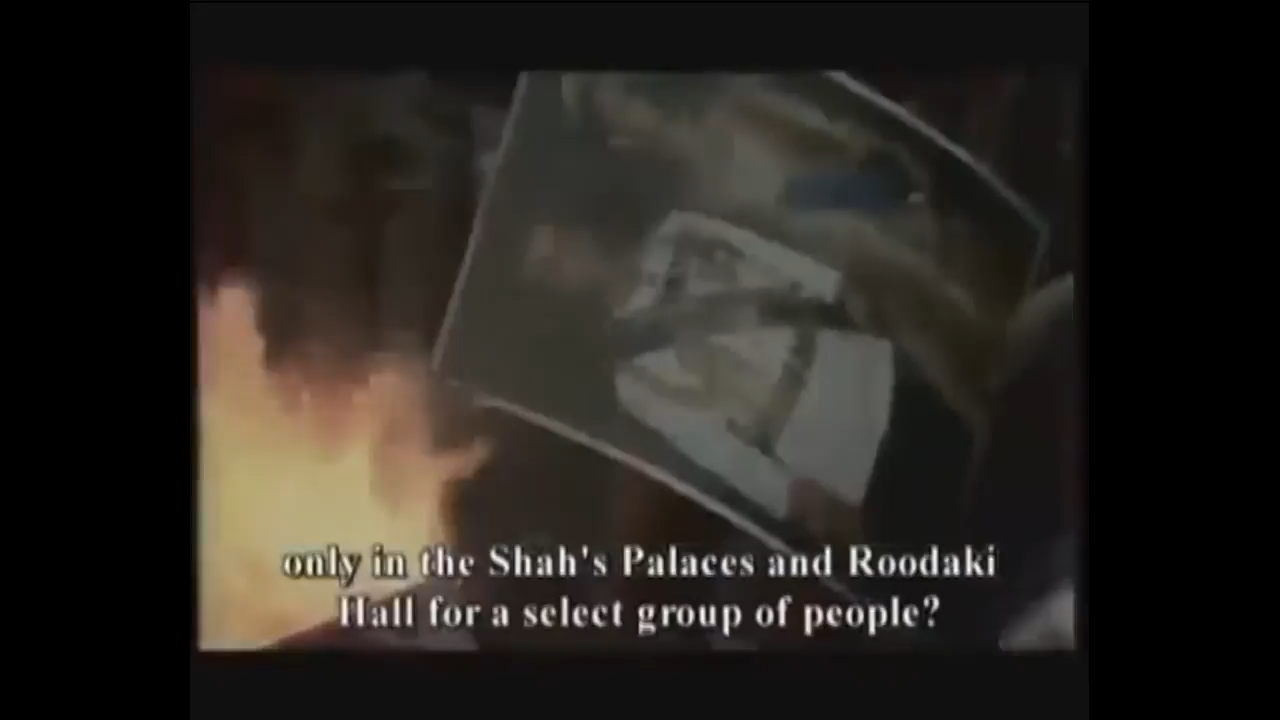 only in the Shah's Palaces and Roodaki
Hall for a select group of people?